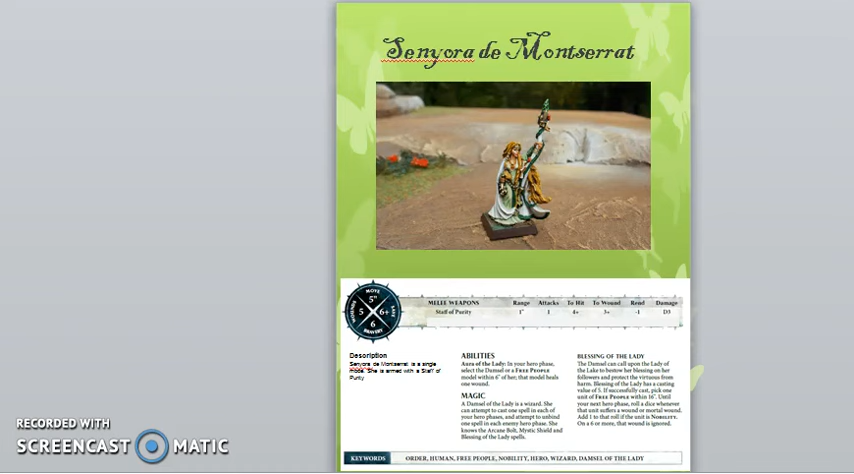 Senyora de Montserrat
MOVE
5"
WOUNDS
5
6+
SAVE
6
BRAVERY
MELEE WEAPONS Range Attacks To Hit To Wound Rend Damage
Staff of Purity 1" 1 4+ 3+ -1 D3
Description
Senyora de Montserrat is a single
model. She is armed with a Staff of
Purity
ABILITIES
Aura of the Lady: In your hero phase,
select the Damsel or a FREE PEOPLE
model within 6" of her; that model heals
one wound.
MAGIC
A Damsel of the Lady is a wizard. She
can attempt to cast one spell in each of
your hero phases, and attempt to unbind
one spell in each enemy hero phase. She
knows the Arcane Bolt, Mystic Shield and
Blessing of the Lady spells.
BLESSING OF THE LADY
The Damsel can call upon the Lady of
the Lake to bestow her blessing on her
followers and protect the virtuous from
harm. Blessing of the Lady has a casting
value of 5. If successfully cast, pick one
unit of FREE PEOPLE within 16". Until
your next hero phase, roll a dice whenever
that unit suffers a wound or mortal wound.
Add 1 to that roll if the unit is NOBILITY.
On a 6 or more, that wound is ignored.
KEYWORDS ORDER, HUMAN, FREE PEOPLE, NOBILITY, HERO, WIZARD, DAMSEL OF THE LADY
RECORDED WITH
SCREENCAST MATIC